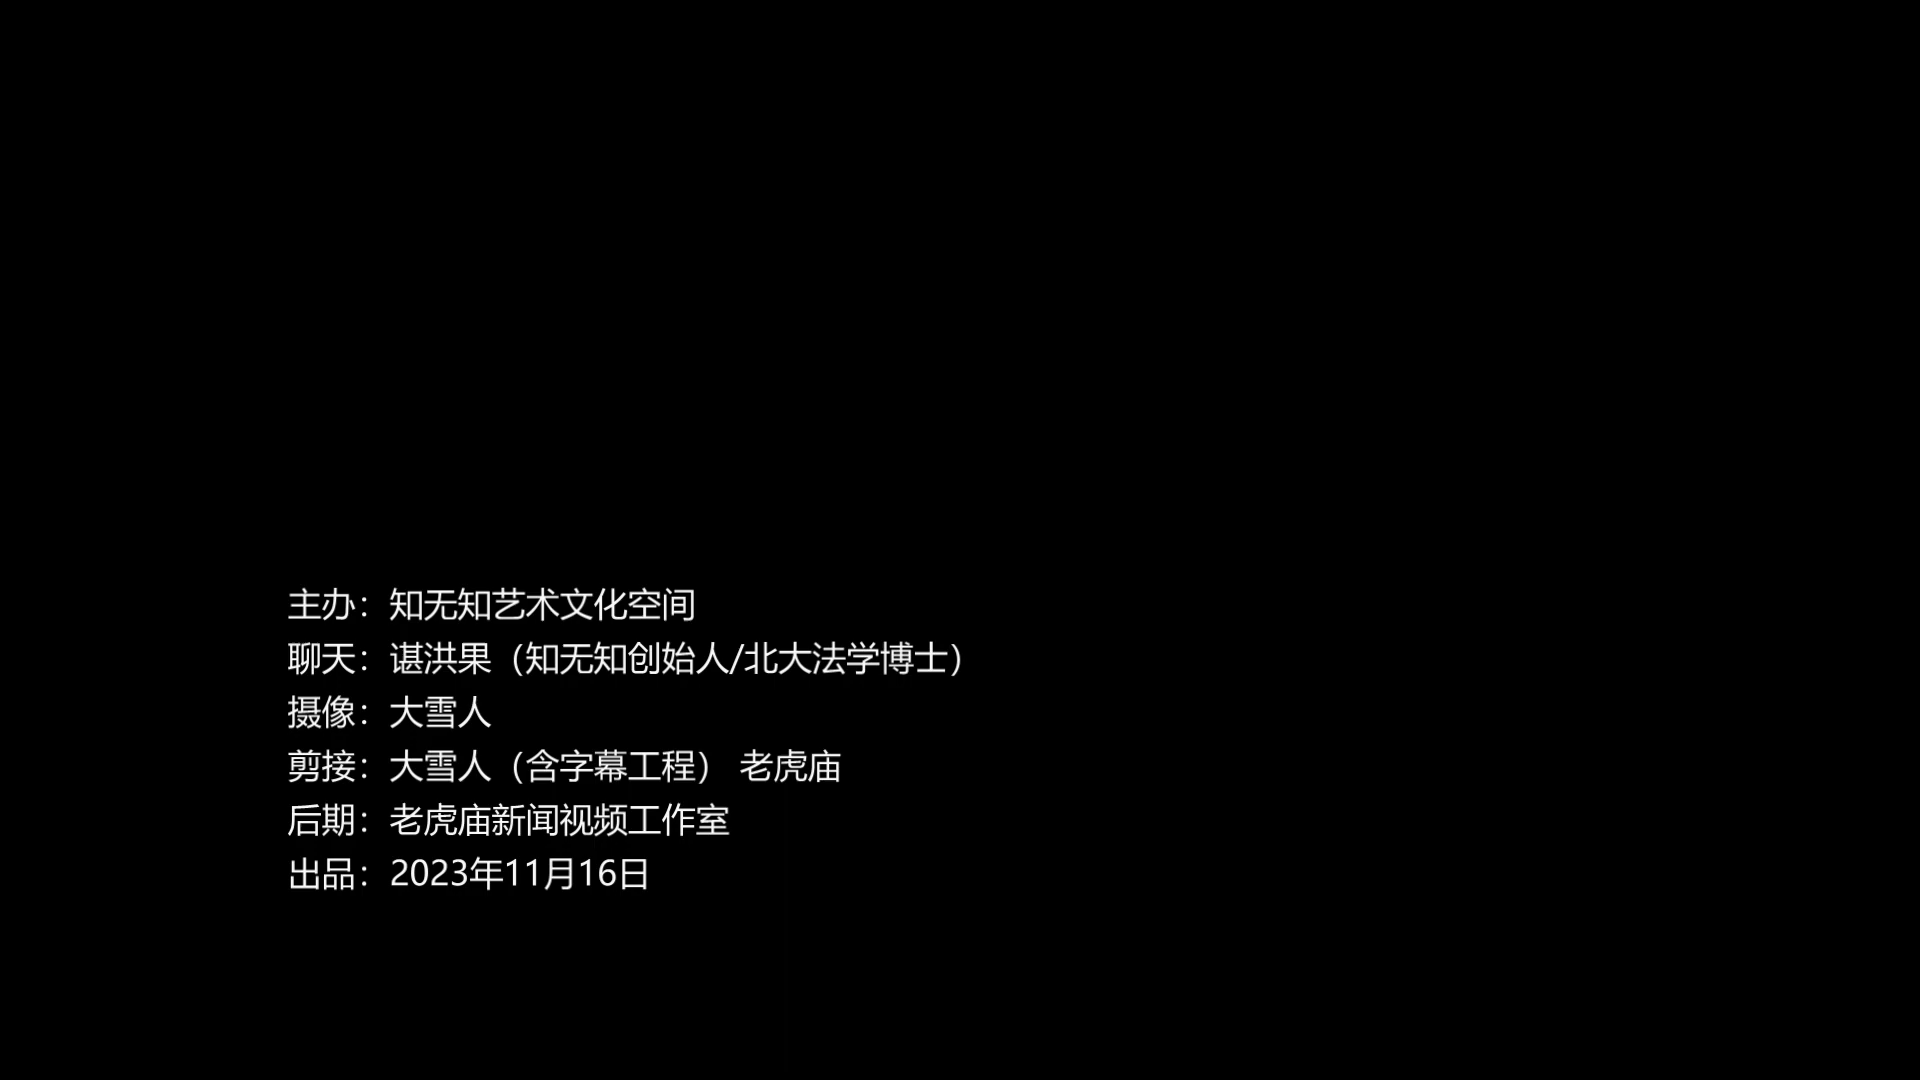 主办：知无知艺术文化空间
聊天：谌洪果（知无知创始人/北大法学博士）
摄像：大雪人
剪接：大雪人（含字幕工程） 老虎庙
后期：老虎庙新闻视频工作室
出品：2023年11月16日